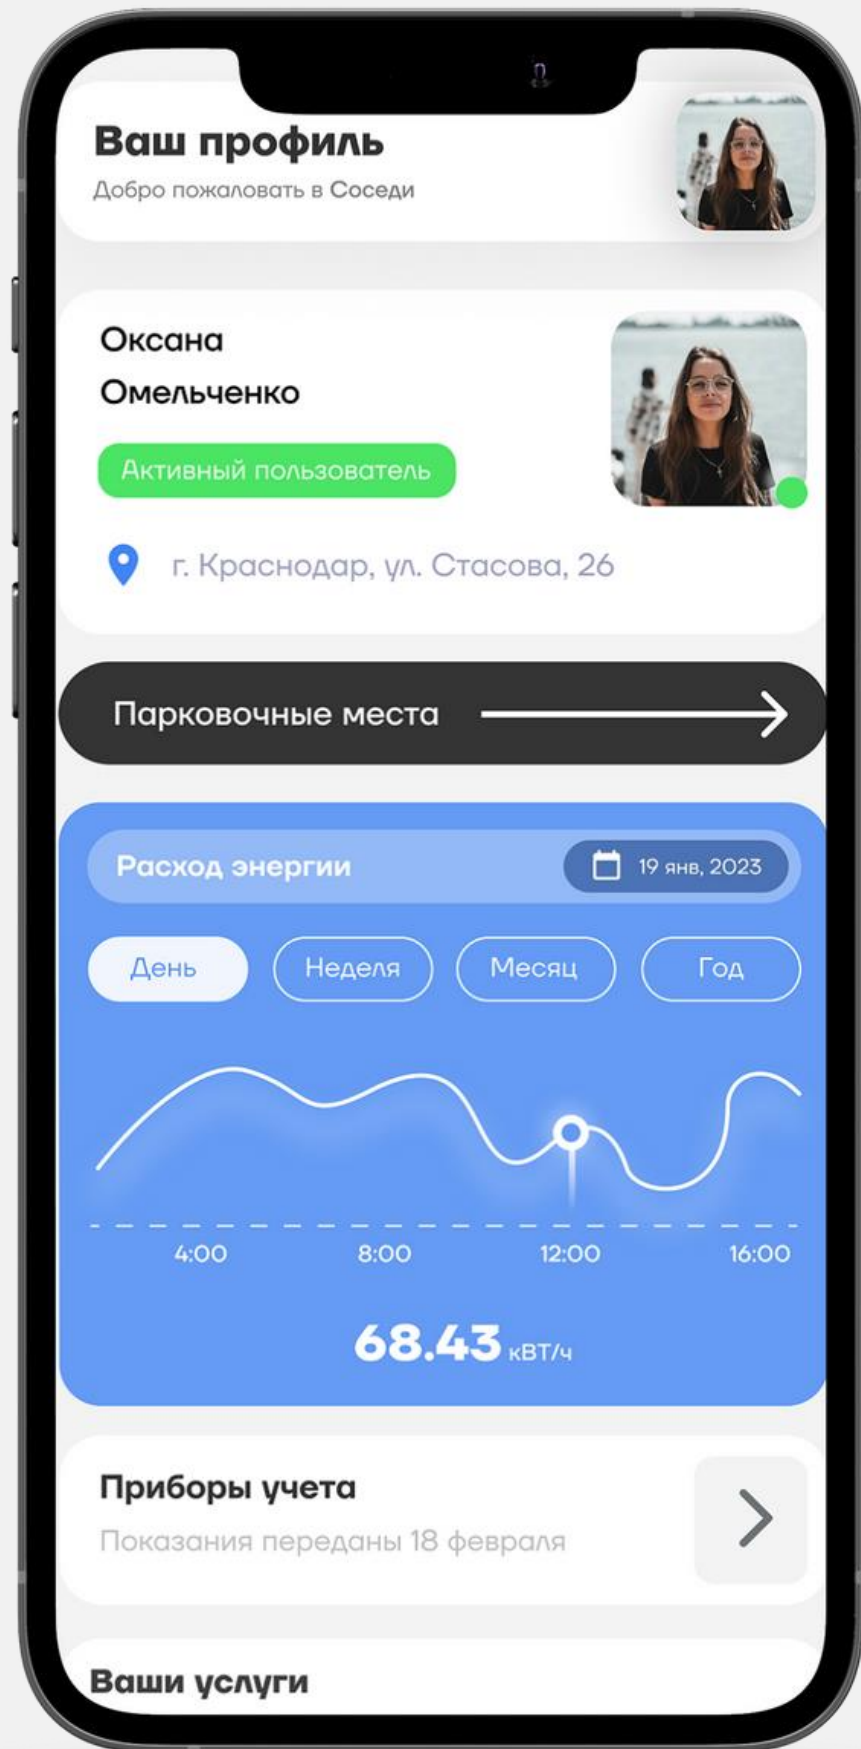 Ваш профиль
Добро пожаловать в Соседи
Оксана
Омельченко
Активный пользователь
г. Краснодар, ул. Стасова, 26
Парковочные места
Расход энергии
19 янв, 2023
День Неделя Месяц Год
4:00 8:00 12:00 16:00
68.43 кВТ/ч
Приборы учета
Показания переданы 18 февраля
Ваши услуги